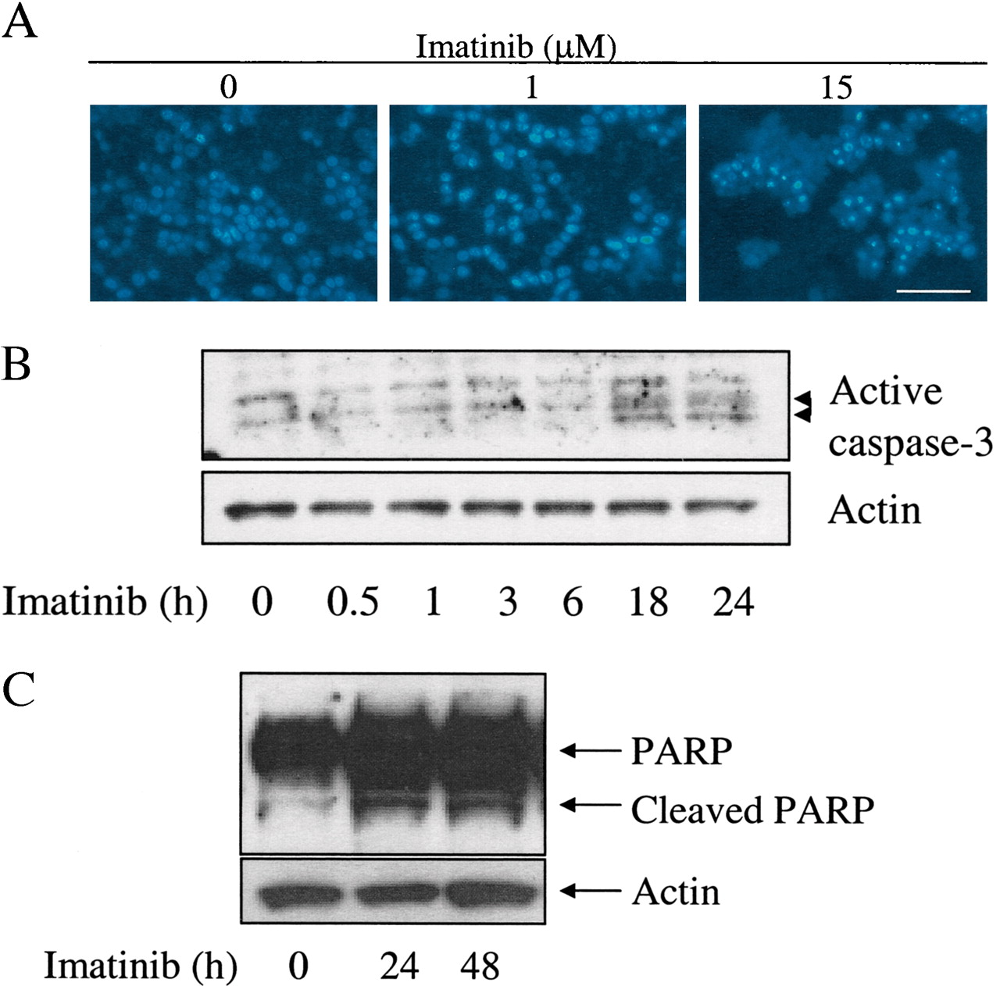 A
Imatinib (μM)
0 1 15
B
Active
caspase-3
Actin
Imatinib (h) 0 0.5 1 3 6 18 24
C
PARP
Cleaved PARP
Actin
Imatinib (h) 0 24 48